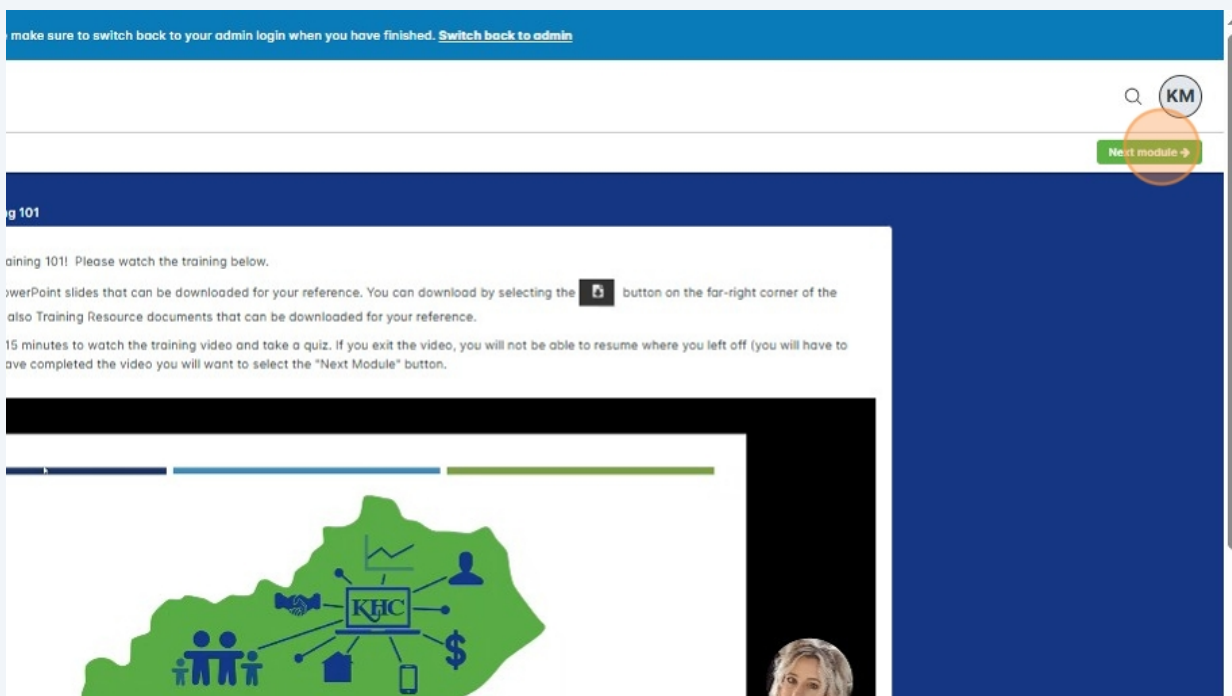 make sure to switch back to your admin login when you have finished. Switch back to admin
KM
Next module →
g 101
aining 101! Please watch the training below.
owerPoint slides that can be downloaded for your reference. You can download by selecting the button on the far-right corner of the
also Training Resource documents that can be downloaded for your reference.
15 minutes to watch the training video and take a quiz. If you exit the video, you will not be able to resume where you left off (you will have to
ave completed the video you will want to select the "Next Module" button.
KHC
$